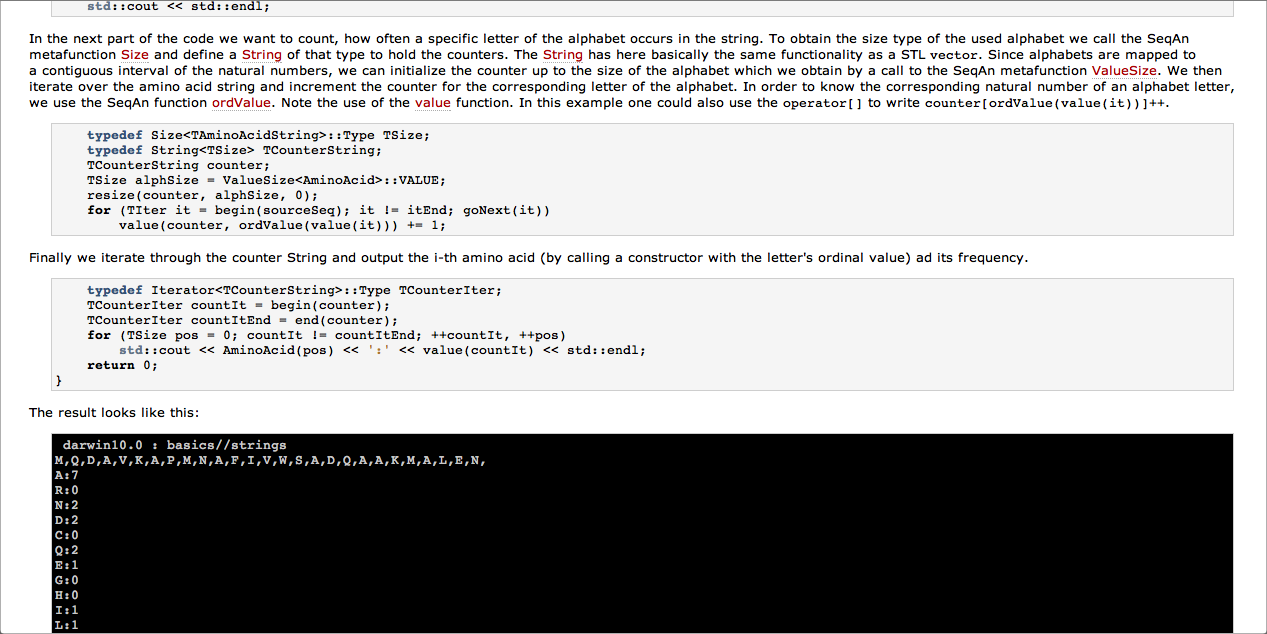 std::cout << std::endl;
In the next part of the code we want to count, how often a specific letter of the alphabet occurs in the string. To obtain the size type of the used alphabet we call the SeqAn
metafunction Size and define a String of that type to hold the counters. The String has here basically the same functionality as a STL vector. Since alphabets are mapped to
a contiguous interval of the natural numbers, we can initialize the counter up to the size of the alphabet which we obtain by a call to the SeqAn metafunction ValueSize. We then
iterate over the amino acid string and increment the counter for the corresponding letter of the alphabet. In order to know the corresponding natural number of an alphabet letter,
we use the SeqAn function ordValue. Note the use of the value function. In this example one could also use the operator[] to write counter[ordValue(value(it))]++.
typedef Size<TAminoAcidString>::Type TSize;
typedef String<TSize> TCounterString;
TCounterString counter;
TSize alphSize = ValueSize<AminoAcid>::VALUE;
resize(counter, alphSize, 0);
for (TIter it = begin(sourceSeq); it != itEnd; goNext(it))
value(counter, ordValue(value(it))) += 1;
Finally we iterate through the counter String and output the i-th amino acid (by calling a constructor with the letter's ordinal value) ad its frequency.
typedef Iterator<TCounterString>::Type TCounterIter;
TCounterIter countIt = begin(counter);
TCounterIter countItEnd = end(counter);
for (TSize pos = 0; countIt != countItEnd; ++countIt, ++pos)
std::cout << AminoAcid(pos) << ':' << value(countIt) << std::endl;
return 0;
}
The result looks like this:
darwin10.0 : basics//strings
M,Q,D,A,V,K,A,P,M,N,A,F,I,V,W,S,A,D,Q,A,A,K,M,A,L,E,N,
A:7
R:0
N:2
D:2
C:0
Q:2
E:1
G:0
H:0
I:1
L:1